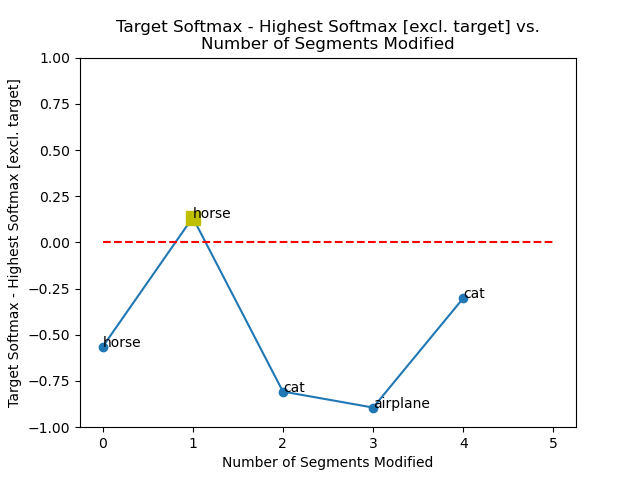 Target Softmax - Highest Softmax [excl. target] vs.
Number of Segments Modified
Target Softmax - Highest Softmax [excl. target]
1.00
0.75
0.50
0.25
0.00
−0.25
−0.50
−0.75
−1.00
horse
horse
cat
airplane
cat
0 1 2 3 4 5
Number of Segments Modified